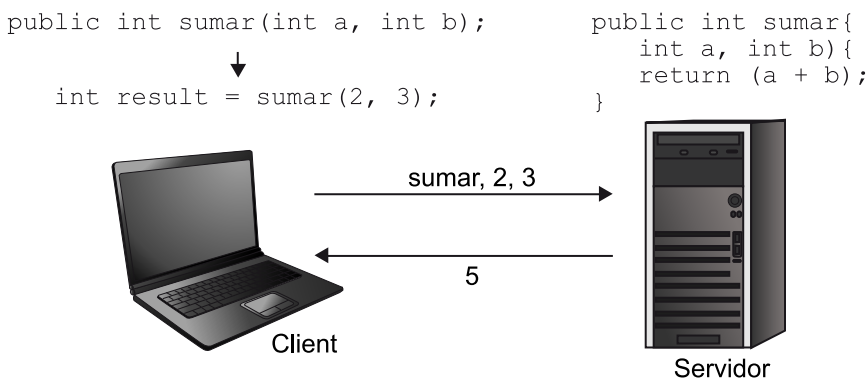 public int sumar(int a, int b);
int result = sumar(2, 3);
public int sumar{
int a, int b){
return (a + b);
}
sumar, 2, 3
5
Client
Servidor